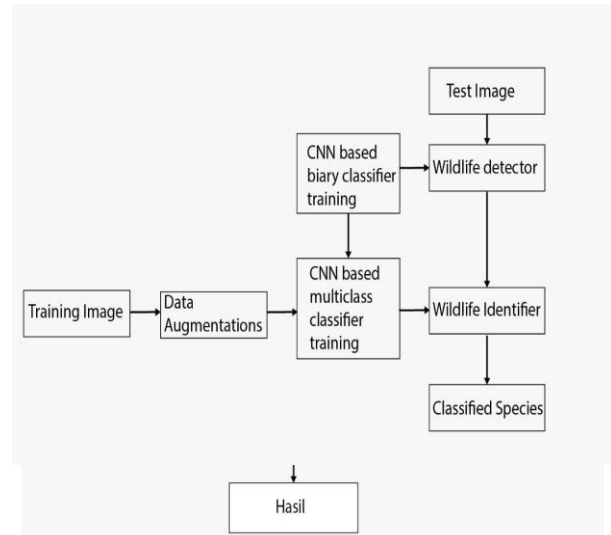 Test Image
CNN based
biary classifier
training
Wildlife detector
Training Image
Data
Augmentations
CNN based
multiclass
classifier
training
Wildlife Identifier
Classified Species
Hasil